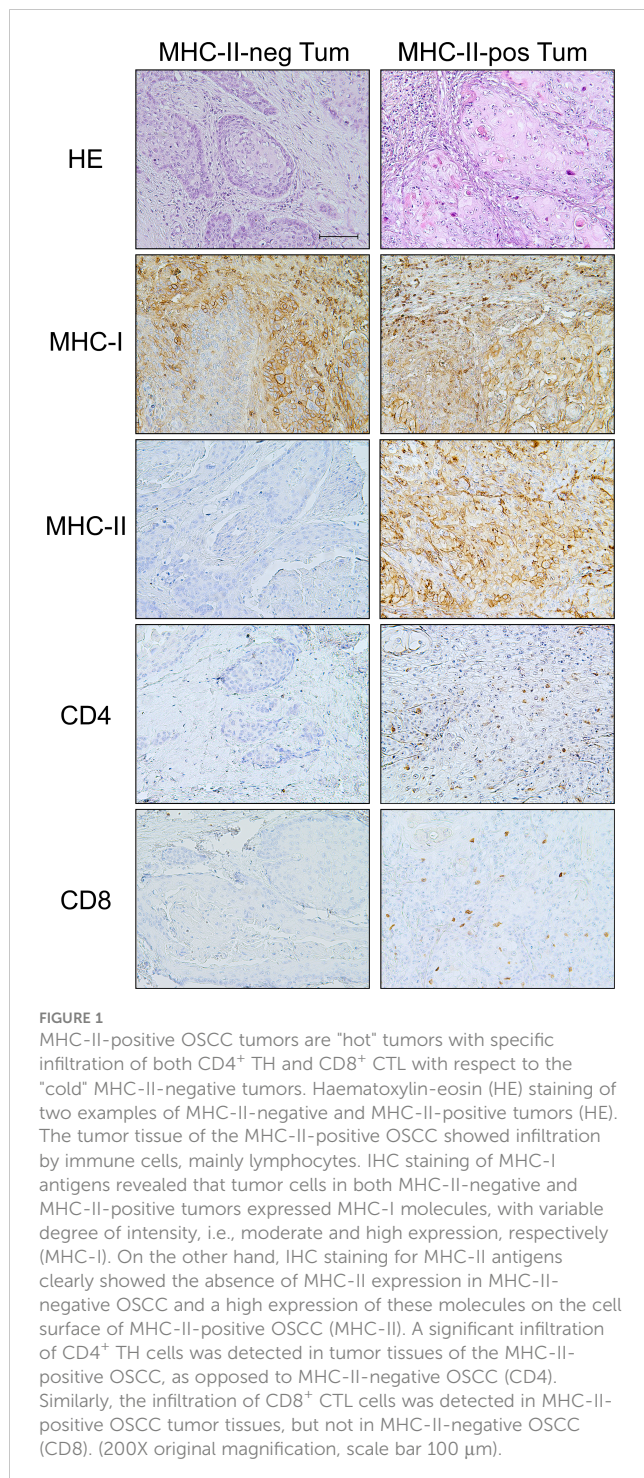 MHC-II-neg Tum MHC-II-pos Tum
HE
MHC-I
MHC-II
CD4
CD8
FIGURE 1
MHC-II-positive OSCC tumors are "hot" tumors with specific
infiltration of both CD4⁺ TH and CD8⁺ CTL with respect to the
"cold" MHC-II-negative tumors. Haematoxylin-eosin (HE) staining of
two examples of MHC-II-negative and MHC-II-positive tumors (HE).
The tumor tissue of the MHC-II-positive OSCC showed infiltration
by immune cells, mainly lymphocytes. IHC staining of MHC-I
antigens revealed that tumor cells in both MHC-II-negative and
MHC-II-positive tumors expressed MHC-I molecules, with variable
degree of intensity, i.e., moderate and high expression, respectively
(MHC-I). On the other hand, IHC staining for MHC-II antigens
clearly showed the absence of MHC-II expression in MHC-II-
negative OSCC and a high expression of these molecules on the cell
surface of MHC-II-positive OSCC (MHC-II). A significant infiltration
of CD4⁺ TH cells was detected in tumor tissues of the MHC-II-
positive OSCC, as opposed to MHC-II-negative OSCC (CD4).
Similarly, the infiltration of CD8⁺ CTL cells was detected in MHC-II-
positive OSCC tumor tissues, but not in MHC-II-negative OSCC
(CD8). (200X original magnification, scale bar 100 μm).